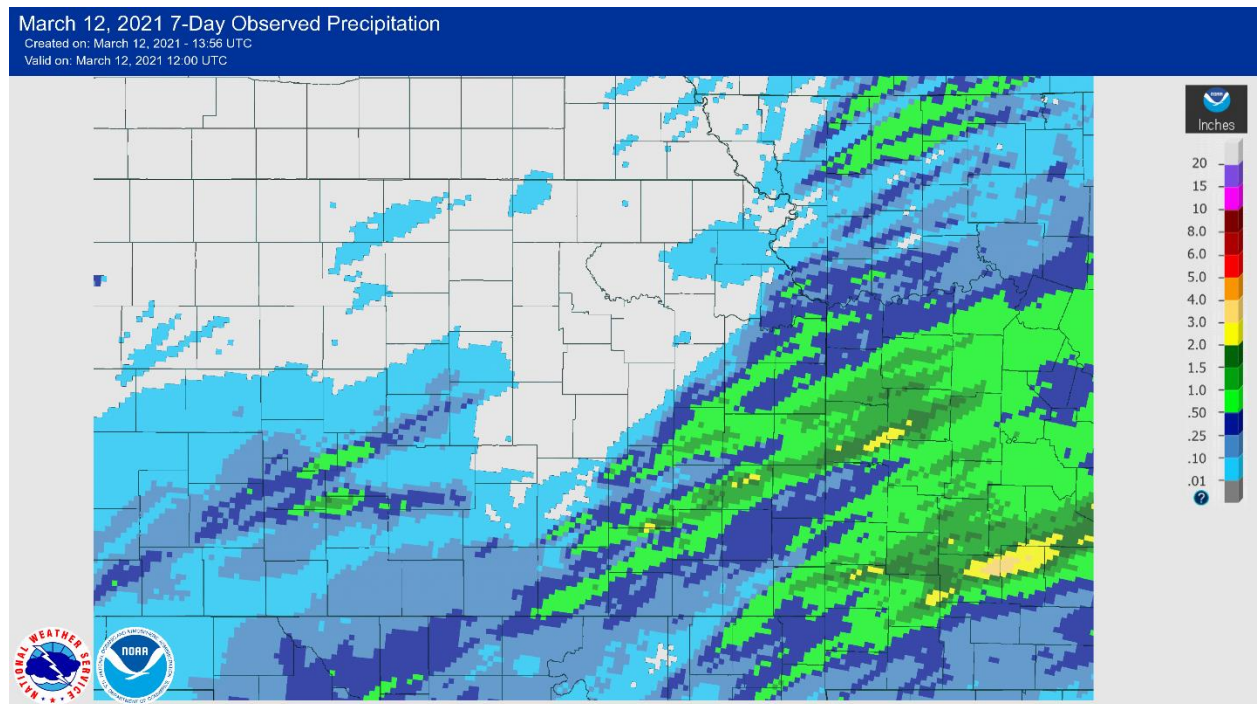 March 12, 2021 7-Day Observed Precipitation
Created on: March 12, 2021 - 13:56 UTC
Valid on: March 12, 2021 12:00 UTC
NOAA
Inches
20
15
10
8.0
6.0
5.0
4.0
3.0
2.0
1.5
1.0
.50
.25
.10
.01
?
NATIONAL WEATHER SERVICE
NOAA